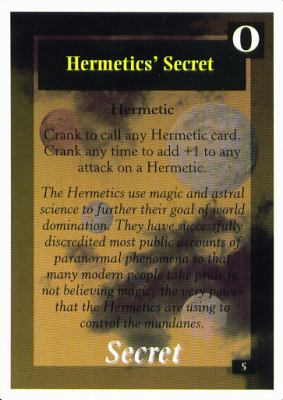 O
Hermetics' Secret
Hermetic
Crank to call any Hermetic card.
Crank any time to add +1 to any
attack on a Hermetic.
The Hermetics use magic and astral
science to further their goal of world
domination. They have successfully
discredited most public accounts of
paranormal phenomena so that
many modern people take pride in
not believing magic, the very power
that the Hermetics are using to
control the mundanes.
Secret
5